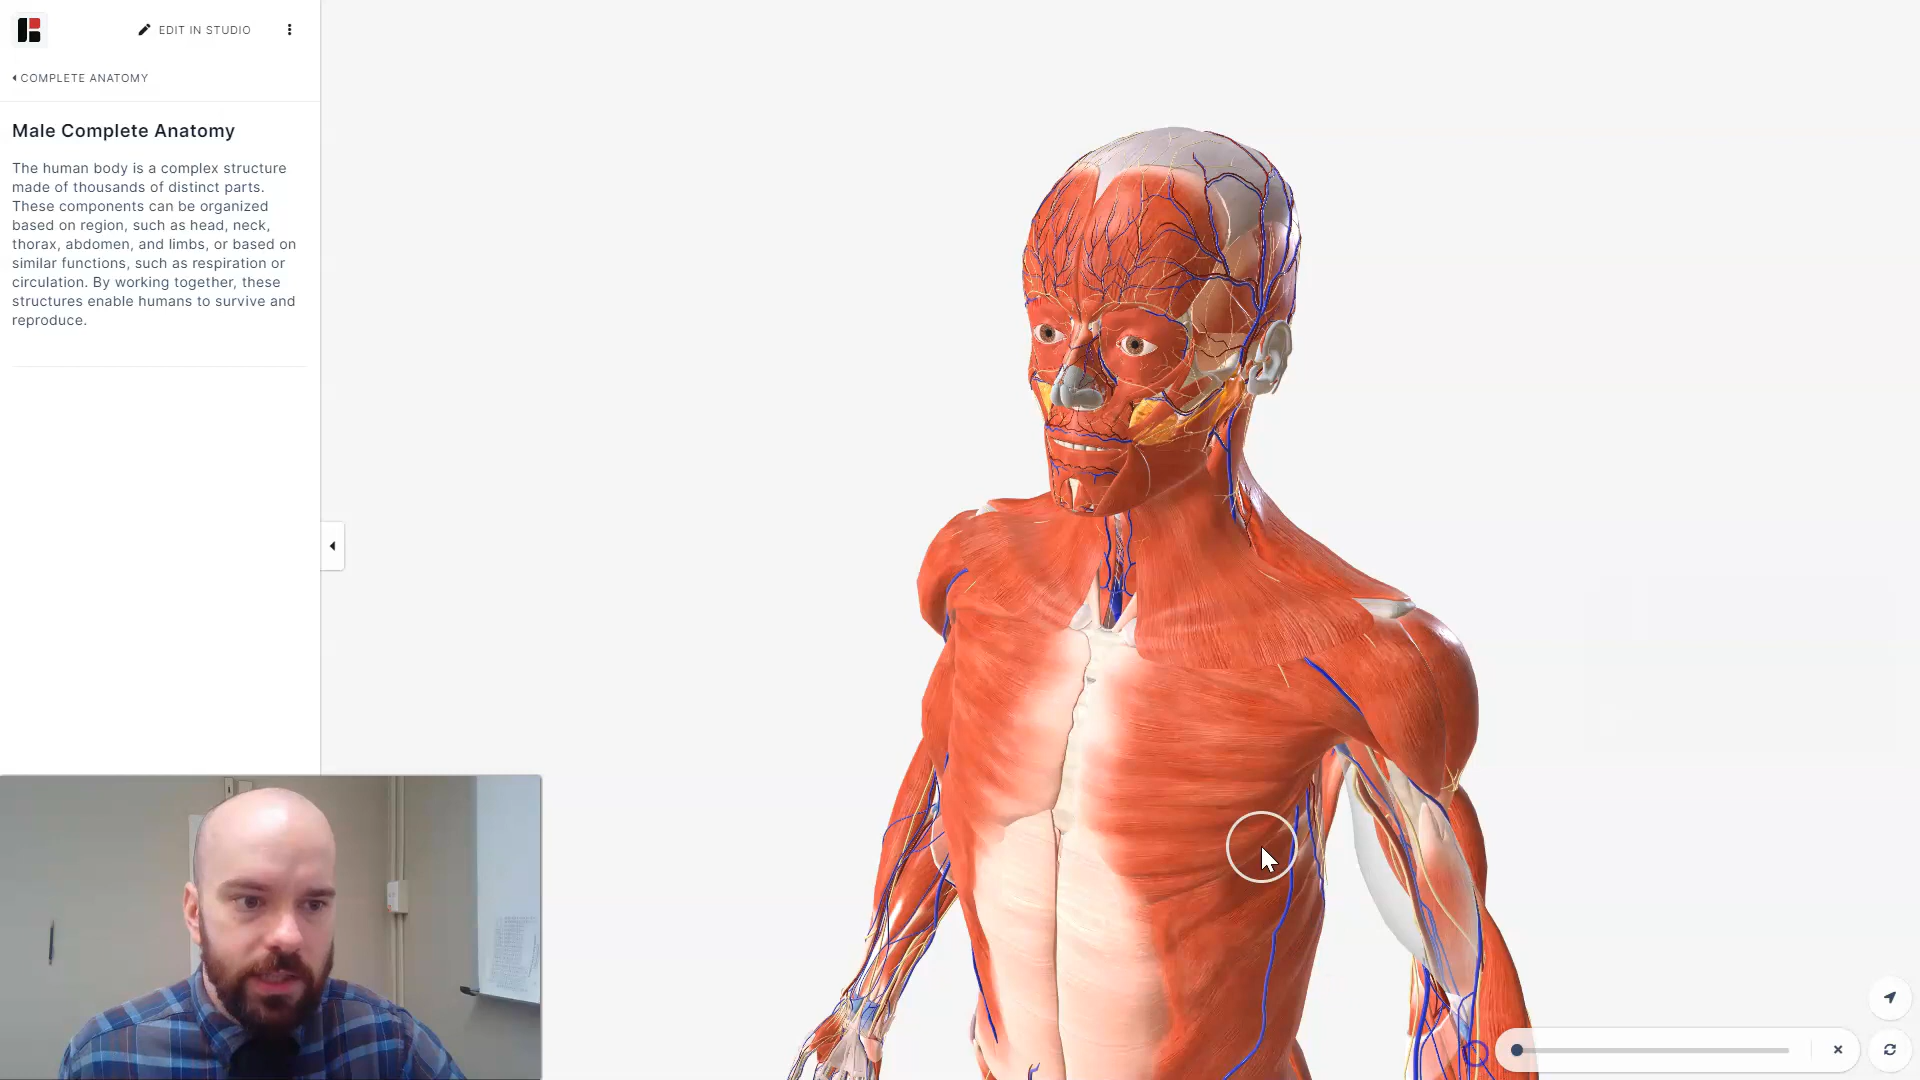 EDIT IN STUDIO
COMPLETE ANATOMY
Male Complete Anatomy
The human body is a complex structure
made of thousands of distinct parts.
These components can be organized
based on region, such as head, neck,
thorax, abdomen, and limbs, or based on
similar functions, such as respiration or
circulation. By working together, these
structures enable humans to survive and
reproduce.